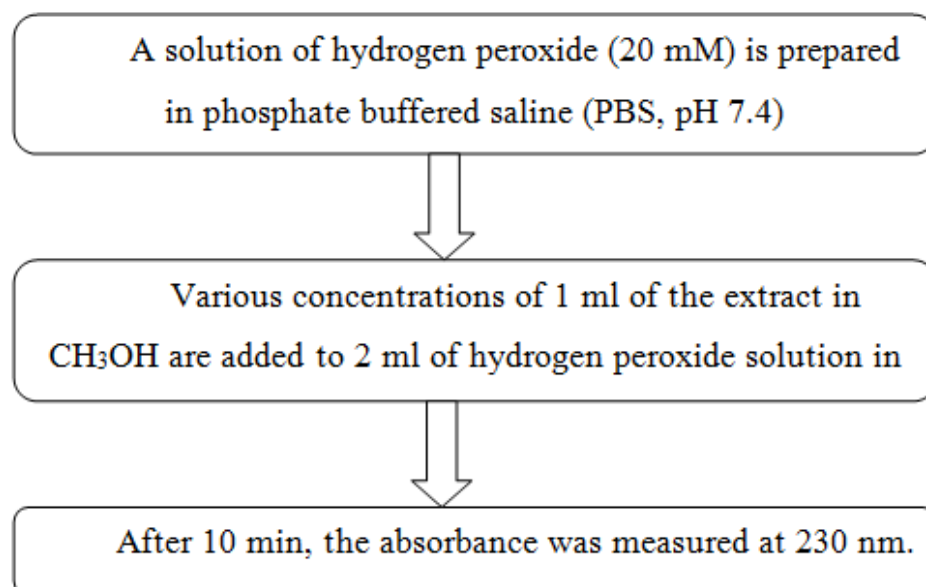 A solution of hydrogen peroxide (20 mM) is prepared
in phosphate buffered saline (PBS, pH 7.4)
Various concentrations of 1 ml of the extract in
CH₃OH are added to 2 ml of hydrogen peroxide solution in
After 10 min, the absorbance was measured at 230 nm.